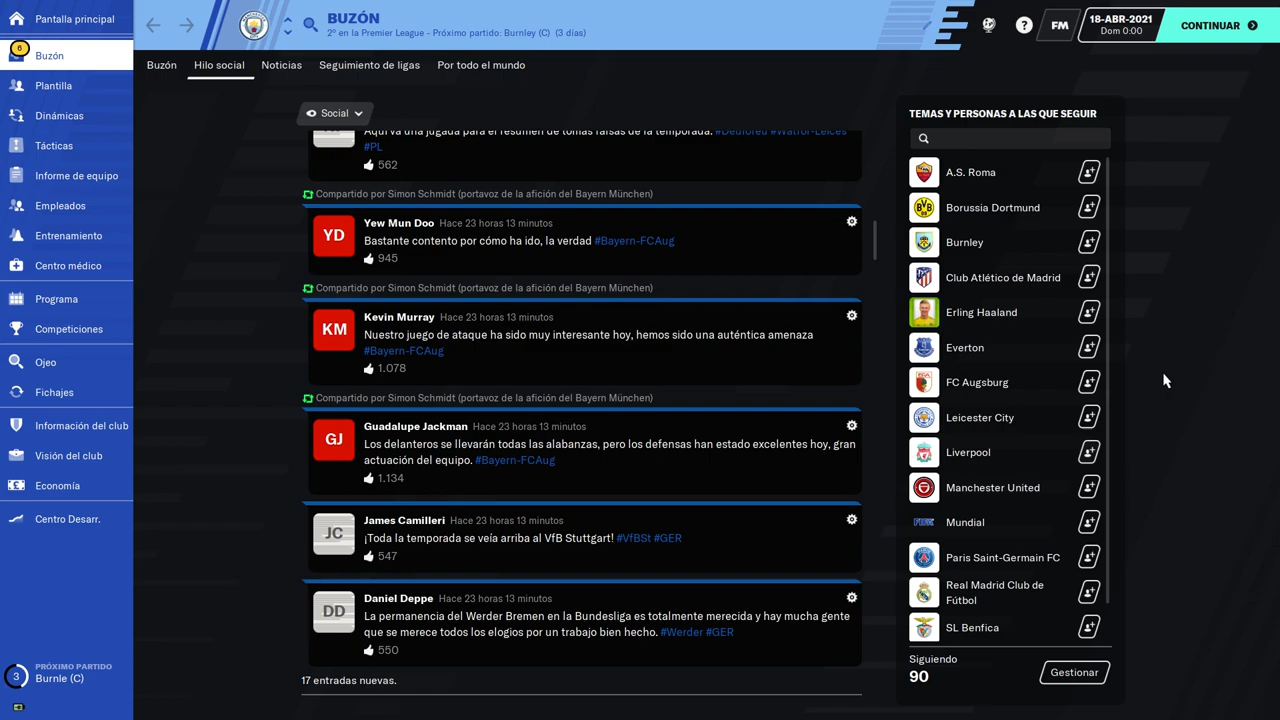 Pantalla principal
BUZÓN
2º en la Premier League - Próximo partido: Burnley (C) (3 días)
FM
18-ABR-2021
Dom 0:00
CONTINUAR
6
Buzón
Plantilla
Dinámicas
Tácticas
Informe de equipo
Empleados
Entrenamiento
Centro médico
Programa
Competiciones
Ojeo
Fichajes
Información del club
Visión del club
Economía
Centro Desarr.
PRÓXIMO PARTIDO
3
Burnle (C)
Buzón
Hilo social
Noticias
Seguimiento de ligas
Por todo el mundo
Social
Aquí va una jugada para el resumen de tomas falsas de la temporada. #Dedfored #Watfor-Leices
#PL
562
Compartido por Simon Schmidt (portavoz de la afición del Bayern München)
YD
Yew Mun Doo Hace 23 horas 13 minutos
Bastante contento por cómo ha ido, la verdad #Bayern-FCAug
945
Compartido por Simon Schmidt (portavoz de la afición del Bayern München)
KM
Kevin Murray Hace 23 horas 13 minutos
Nuestro juego de ataque ha sido muy interesante hoy, hemos sido una auténtica amenaza
#Bayern-FCAug
1.078
Compartido por Simon Schmidt (portavoz de la afición del Bayern München)
GJ
Guadalupe Jackman Hace 23 horas 13 minutos
Los delanteros se llevarán todas las alabanzas, pero los defensas han estado excelentes hoy, gran
actuación del equipo. #Bayern-FCAug
1.134
JC
James Camilleri Hace 23 horas 13 minutos
¡Toda la temporada se veía arriba al VfB Stuttgart! #VfBSt #GER
547
DD
Daniel Deppe Hace 23 horas 13 minutos
La permanencia del Werder Bremen en la Bundesliga es totalmente merecida y hay mucha gente
que se merece todos los elogios por un trabajo bien hecho. #Werder #GER
550
17 entradas nuevas.
TEMAS Y PERSONAS A LAS QUE SEGUIR
A.S. Roma
Borussia Dortmund
Burnley
Club Atlético de Madrid
Erling Haaland
Everton
FC Augsburg
Leicester City
Liverpool
Manchester United
Mundial
Paris Saint-Germain FC
Real Madrid Club de
Fútbol
SL Benfica
Siguiendo
90
Gestionar